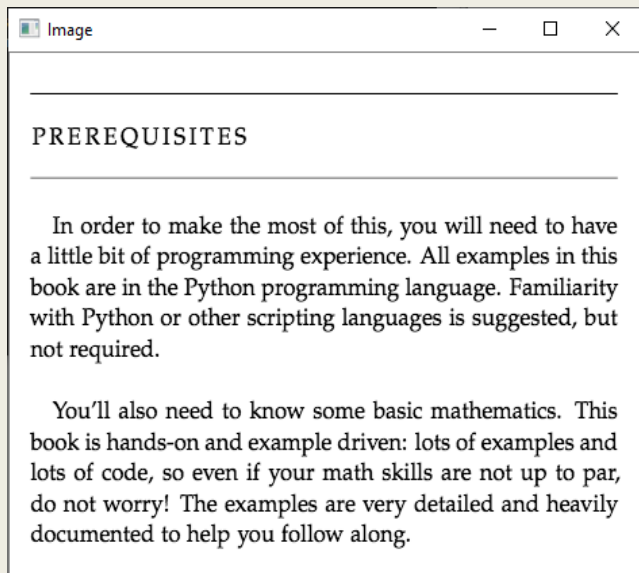 Image
PREREQUISITES
In order to make the most of this, you will need to have
a little bit of programming experience. All examples in this
book are in the Python programming language. Familiarity
with Python or other scripting languages is suggested, but
not required.
You'll also need to know some basic mathematics. This
book is hands-on and example driven: lots of examples and
lots of code, so even if your math skills are not up to par,
do not worry! The examples are very detailed and heavily
documented to help you follow along.